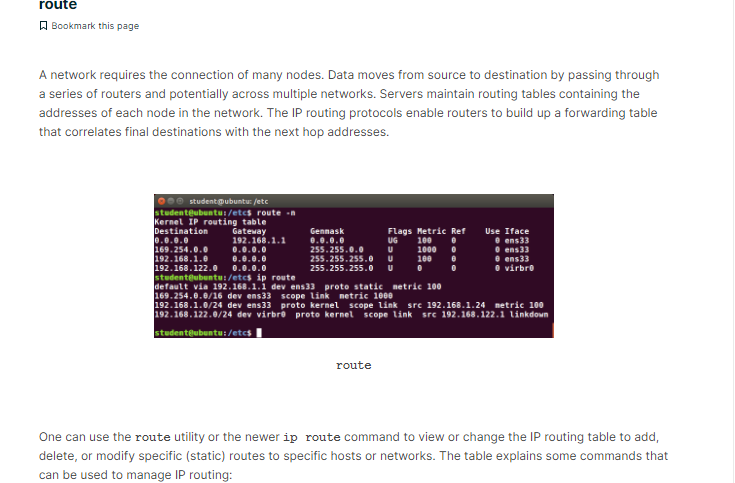 route
Bookmark this page
A network requires the connection of many nodes. Data moves from source to destination by passing through
a series of routers and potentially across multiple networks. Servers maintain routing tables containing the
addresses of each node in the network. The IP routing protocols enable routers to build up a forwarding table
that correlates final destinations with the next hop addresses.
student@ubuntu: /etc
student@ubuntu:/etc$ route -n
Kernel IP routing table
Destination Gateway Genmask Flags Metric Ref Use Iface
0.0.0.0 192.168.1.1 0.0.0.0 UG 100 0 0 ens33
169.254.0.0 0.0.0.0 255.255.0.0 U 1000 0 0 ens33
192.168.1.0 0.0.0.0 255.255.255.0 U 100 0 0 ens33
192.168.122.0 0.0.0.0 255.255.255.0 U 0 0 0 virbr0
student@ubuntu:/etc$ ip route
default via 192.168.1.1 dev ens33 proto static metric 100
169.254.0.0/16 dev ens33 scope link metric 1000
192.168.1.0/24 dev ens33 proto kernel scope link src 192.168.1.24 metric 100
192.168.122.0/24 dev virbr0 proto kernel scope link src 192.168.122.1 linkdown
student@ubuntu:/etc$
route
One can use the route utility or the newer ip route command to view or change the IP routing table to add,
delete, or modify specific (static) routes to specific hosts or networks. The table explains some commands that
can be used to manage IP routing: